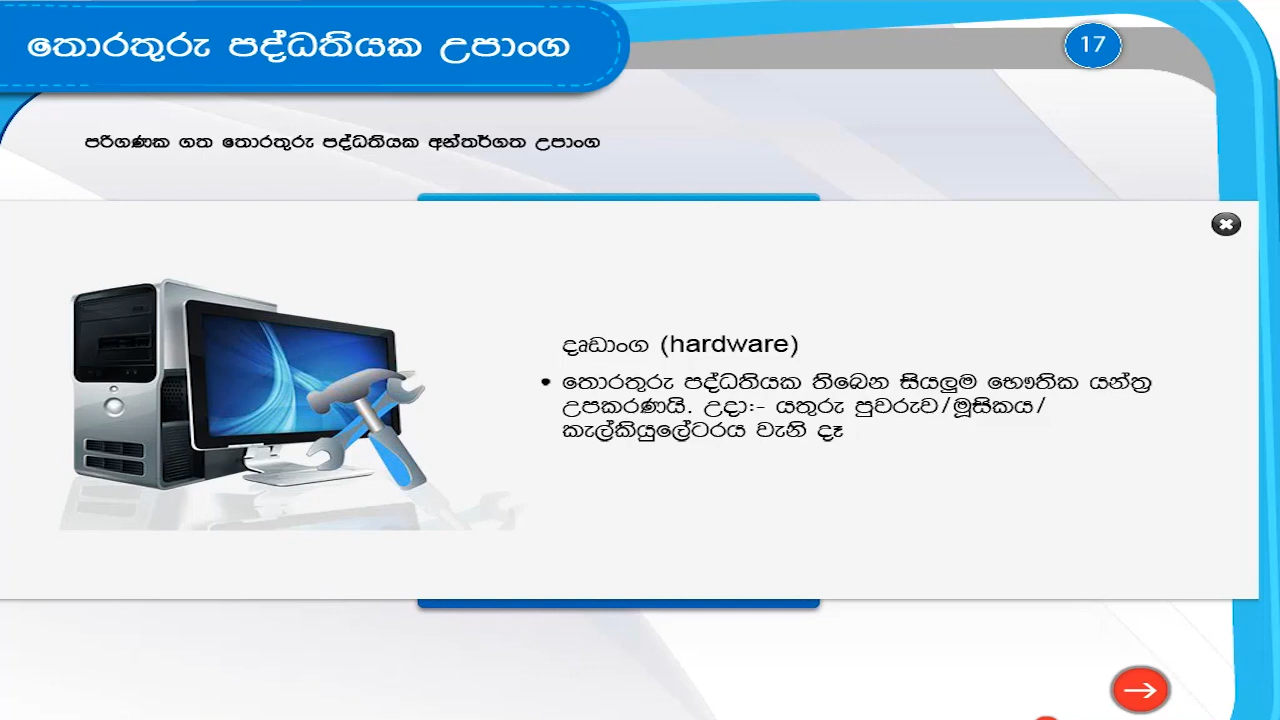 තොරතුරු පද්ධතියක උපාංග
17
පරිගණක ගත තොරතුරු පද්ධතියක අන්තර්ගත උපාංග
දෘඩාංග (hardware)
• තොරතුරු පද්ධතියක තිබෙන සියලුම භෞතික යන්ත්‍ර
උපකරණයි. උදා:- යතුරු පුවරුව/මූසිකය/
කැල්කියුලේටරය වැනි දෑ